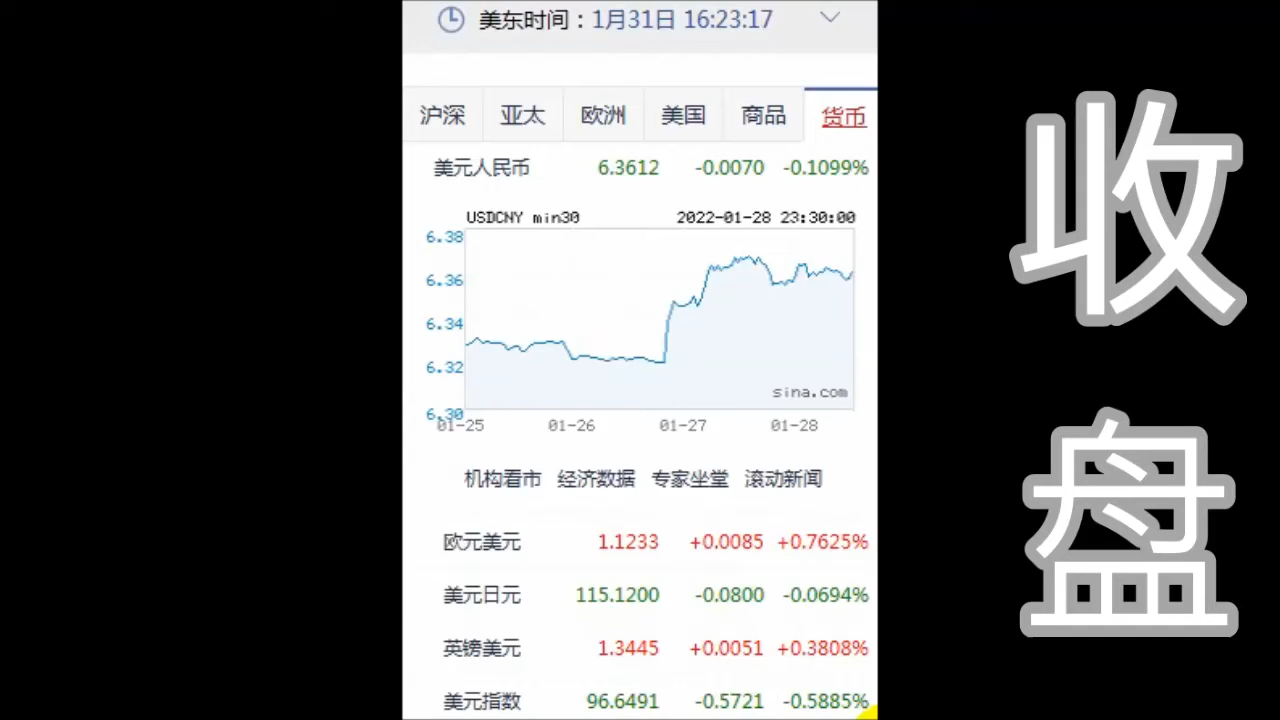 美东时间：1月31日 16:23:17
沪深 亚太 欧洲 美国 商品 货币
美元人民币 6.3612 -0.0070 -0.1099%
USDCNY min30 2022-01-28 23:30:00
6.38
6.36
6.34
6.32
6.30
sina.com
01-25 01-26 01-27 01-28
机构看市 经济数据 专家坐堂 滚动新闻
欧元美元 1.1233 +0.0085 +0.7625%
美元日元 115.1200 -0.0800 -0.0694%
英镑美元 1.3445 +0.0051 +0.3808%
美元指数 96.6491 -0.5721 -0.5885%
收
盘